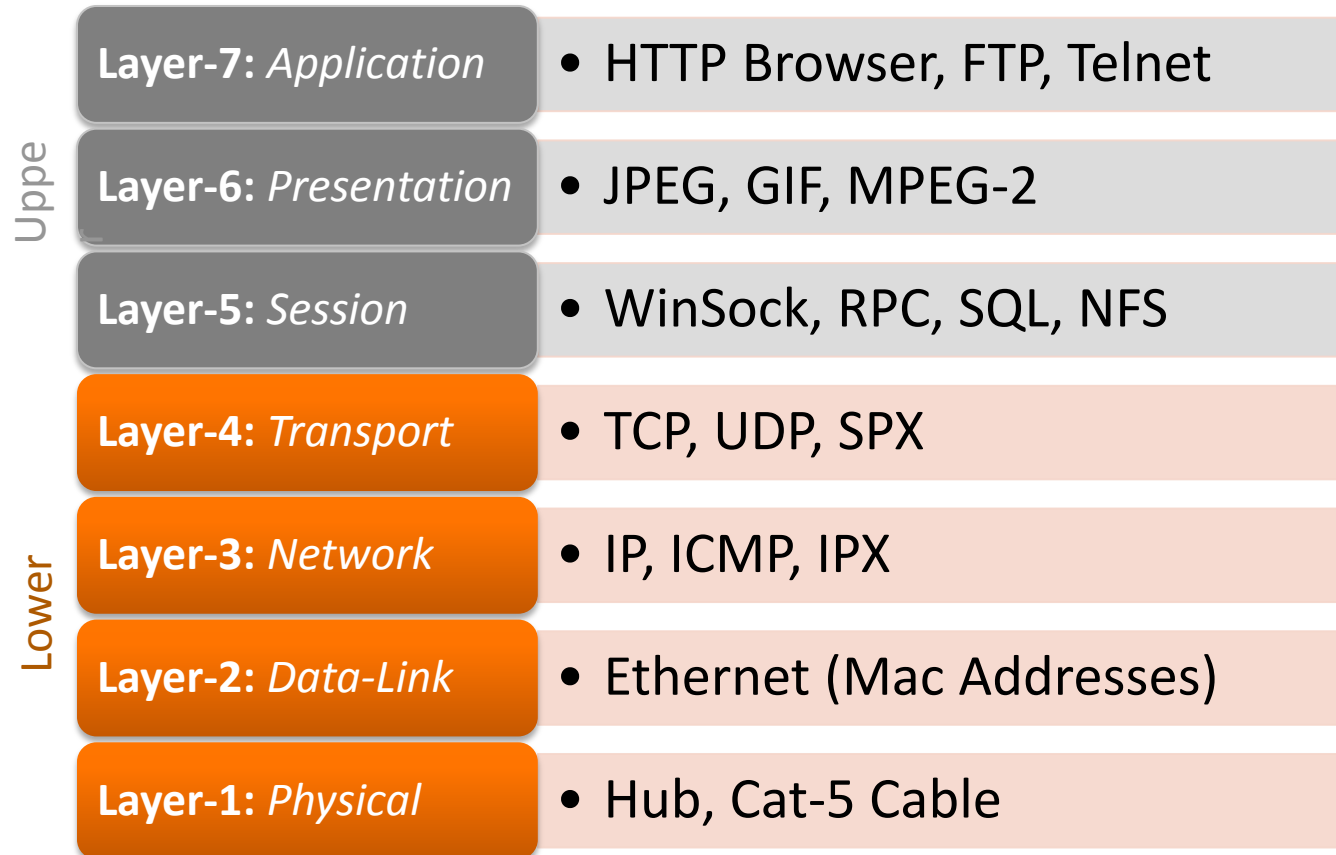 Layer-7: Application
• HTTP Browser, FTP, Telnet
Uppe
r
Layer-6: Presentation
• JPEG, GIF, MPEG-2
Layer-5: Session
• WinSock, RPC, SQL, NFS
Layer-4: Transport
• TCP, UDP, SPX
Lower
Layer-3: Network
• IP, ICMP, IPX
Layer-2: Data-Link
• Ethernet (Mac Addresses)
Layer-1: Physical
• Hub, Cat-5 Cable